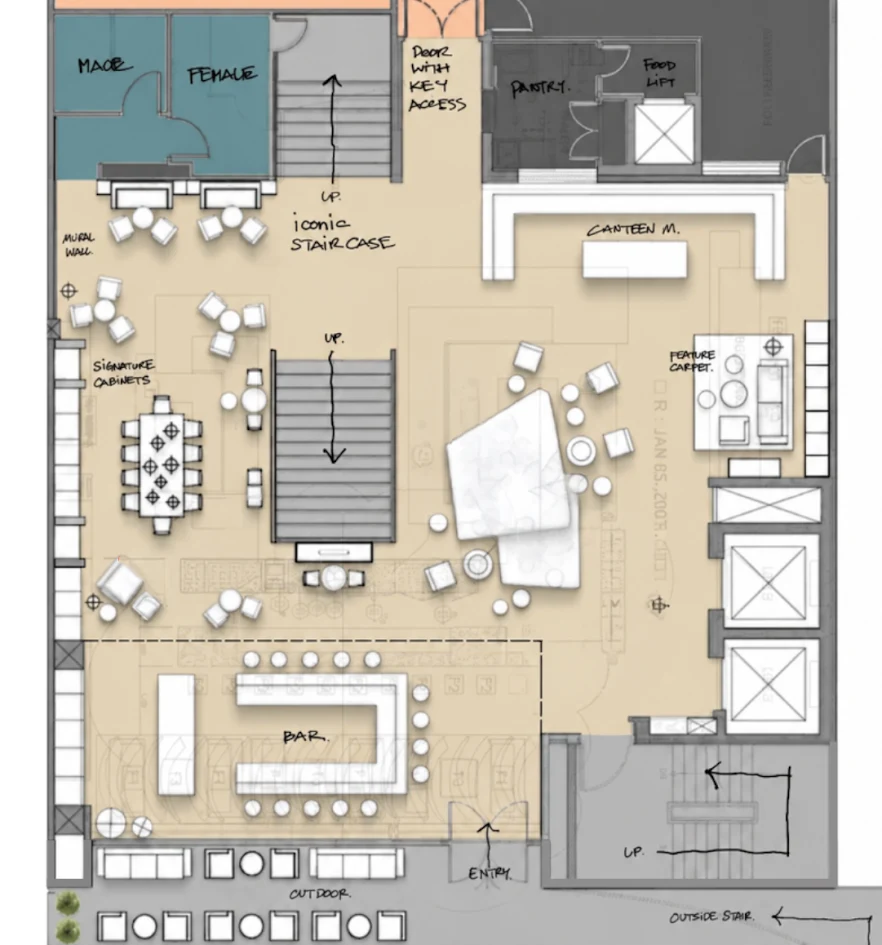 MALE
FEMALE
DOOR
WITH
KEY
ACCESS
PANTRY.
FOOD
LIFT
UP.
iconic
STAIRCASE
MURAL
WALL.
CANTEEN M.
UP.
SIGNATURE
CABINETS
FEATURE
CARPET.
BAR.
ENTRY.
UP.
OUTDOOR.
OUTSIDE STAIR.